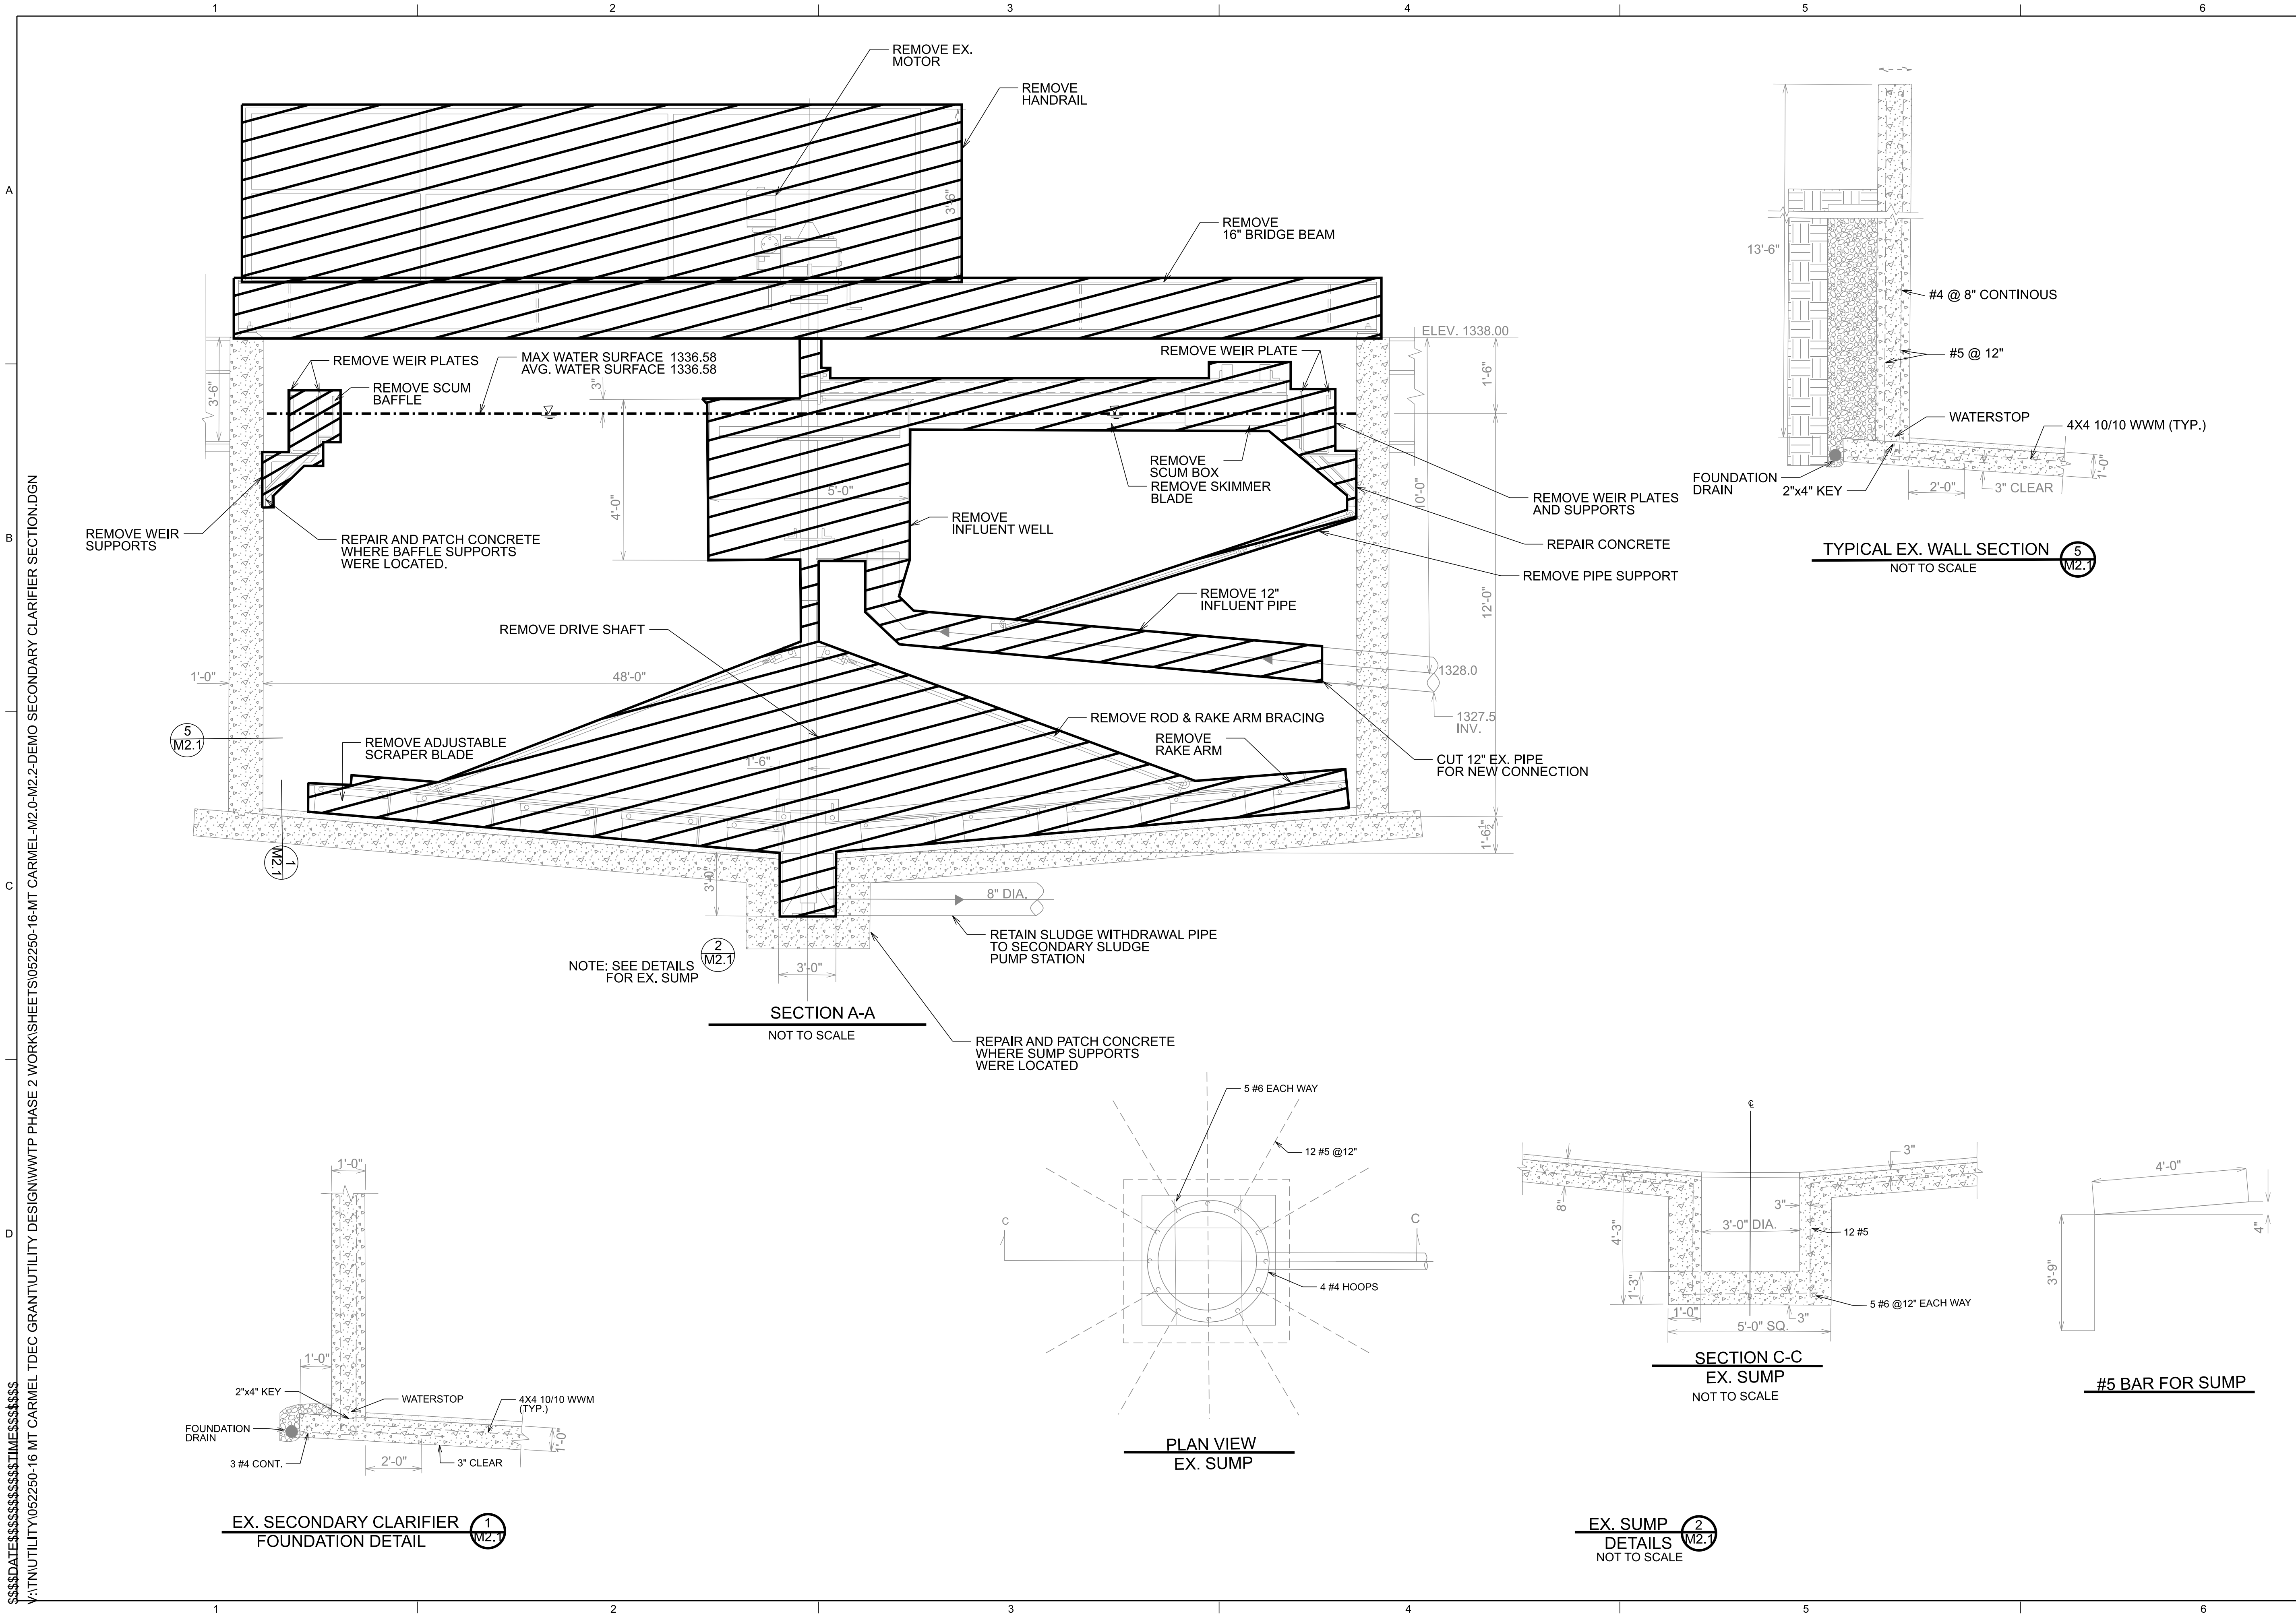 1
2
3
4
5
6
A
B
C
D
REMOVE EX.
MOTOR
REMOVE
HANDRAIL
3'-6"
REMOVE
16" BRIDGE BEAM
ELEV. 1338.00
REMOVE WEIR PLATES
MAX WATER SURFACE 1336.58
AVG. WATER SURFACE 1336.58
REMOVE WEIR PLATE
REMOVE SCUM
BAFFLE
3'-6"
3"
1'-6"
4'-0"
5'-0"
10'-0"
12'-0"
REMOVE
SCUM BOX
REMOVE SKIMMER
BLADE
REMOVE WEIR PLATES
AND SUPPORTS
REMOVE WEIR
SUPPORTS
REPAIR AND PATCH CONCRETE
WHERE BAFFLE SUPPORTS
WERE LOCATED.
REMOVE
INFLUENT WELL
REPAIR CONCRETE
REMOVE PIPE SUPPORT
REMOVE 12"
INFLUENT PIPE
REMOVE DRIVE SHAFT
1'-0"
48'-0"
1328.0
1327.5
INV.
REMOVE ROD & RAKE ARM BRACING
5
M2.1
REMOVE ADJUSTABLE
SCRAPER BLADE
REMOVE
RAKE ARM
1'-6"
CUT 12" EX. PIPE
FOR NEW CONNECTION
1'-6½"
1
M2.1
3'-0"
8" DIA.
RETAIN SLUDGE WITHDRAWAL PIPE
TO SECONDARY SLUDGE
PUMP STATION
2
M2.1
NOTE: SEE DETAILS
FOR EX. SUMP
3'-0"
SECTION A-A
NOT TO SCALE
REPAIR AND PATCH CONCRETE
WHERE SUMP SUPPORTS
WERE LOCATED
13'-6"
#4 @ 8" CONTINOUS
#5 @ 12"
WATERSTOP
4X4 10/10 WWM (TYP.)
FOUNDATION
DRAIN
2"x4" KEY
2'-0"
3" CLEAR
1'-0"
TYPICAL EX. WALL SECTION
NOT TO SCALE
5
M2.1
1'-0"
1'-0"
2"x4" KEY
WATERSTOP
4X4 10/10 WWM
(TYP.)
FOUNDATION
DRAIN
3 #4 CONT.
2'-0"
3" CLEAR
1'-0"
EX. SECONDARY CLARIFIER
FOUNDATION DETAIL
1
M2.1
5 #6 EACH WAY
12 #5 @12"
C
C
4 #4 HOOPS
PLAN VIEW
EX. SUMP
℄
3"
8"
4'-3"
3"
3'-0" DIA.
12 #5
1'-3"
5 #6 @12" EACH WAY
1'-0"
3"
5'-0" SQ.
SECTION C-C
EX. SUMP
NOT TO SCALE
4'-0"
4"
3'-9"
#5 BAR FOR SUMP
EX. SUMP
DETAILS
NOT TO SCALE
2
M2.1
V:\TN\UTILITY\052250-16 MT CARMEL TDEC GRANT\UTILITY DESIGN\WWTP PHASE 2 WORK\SHEETS\052250-16-MT CARMEL-M2.0-M2.2-DEMO SECONDARY CLARIFIER SECTION.DGN
1
2
3
4
5
6